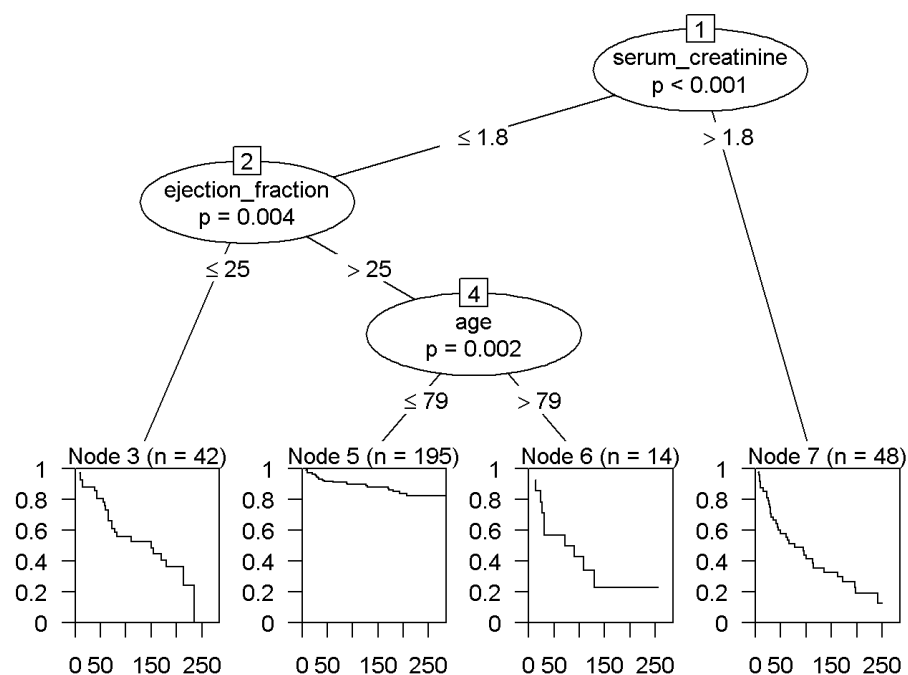 1
serum_creatinine
p < 0.001
≤ 1.8
> 1.8
2
ejection_fraction
p = 0.004
≤ 25
> 25
4
age
p = 0.002
≤ 79
> 79
Node 3 (n = 42)
1
0.8
0.6
0.4
0.2
0
0 50 150 250
Node 5 (n = 195)
1
0.8
0.6
0.4
0.2
0
0 50 150 250
Node 6 (n = 14)
1
0.8
0.6
0.4
0.2
0
0 50 150 250
Node 7 (n = 48)
1
0.8
0.6
0.4
0.2
0
0 50 150 250